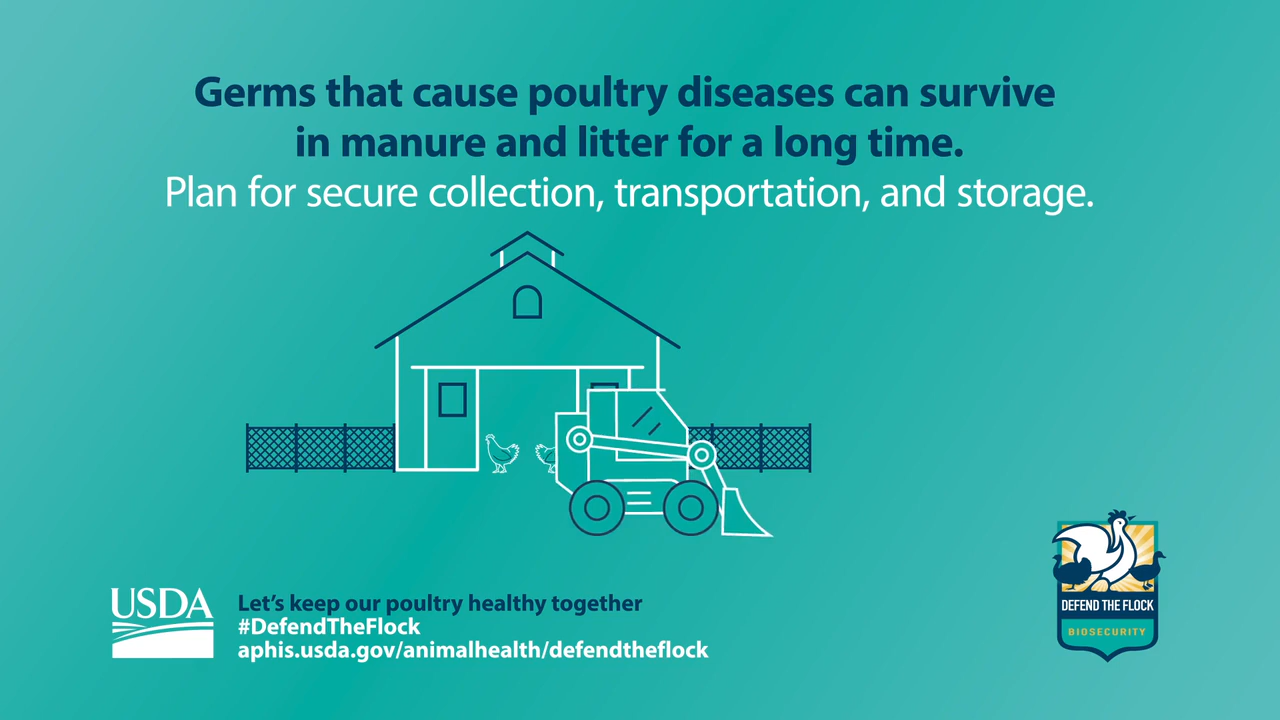 Germs that cause poultry diseases can survive
in manure and litter for a long time.
Plan for secure collection, transportation, and storage.
USDA
Let’s keep our poultry healthy together
#DefendTheFlock
aphis.usda.gov/animalhealth/defendtheflock
DEFEND THE FLOCK
BIOSECURITY